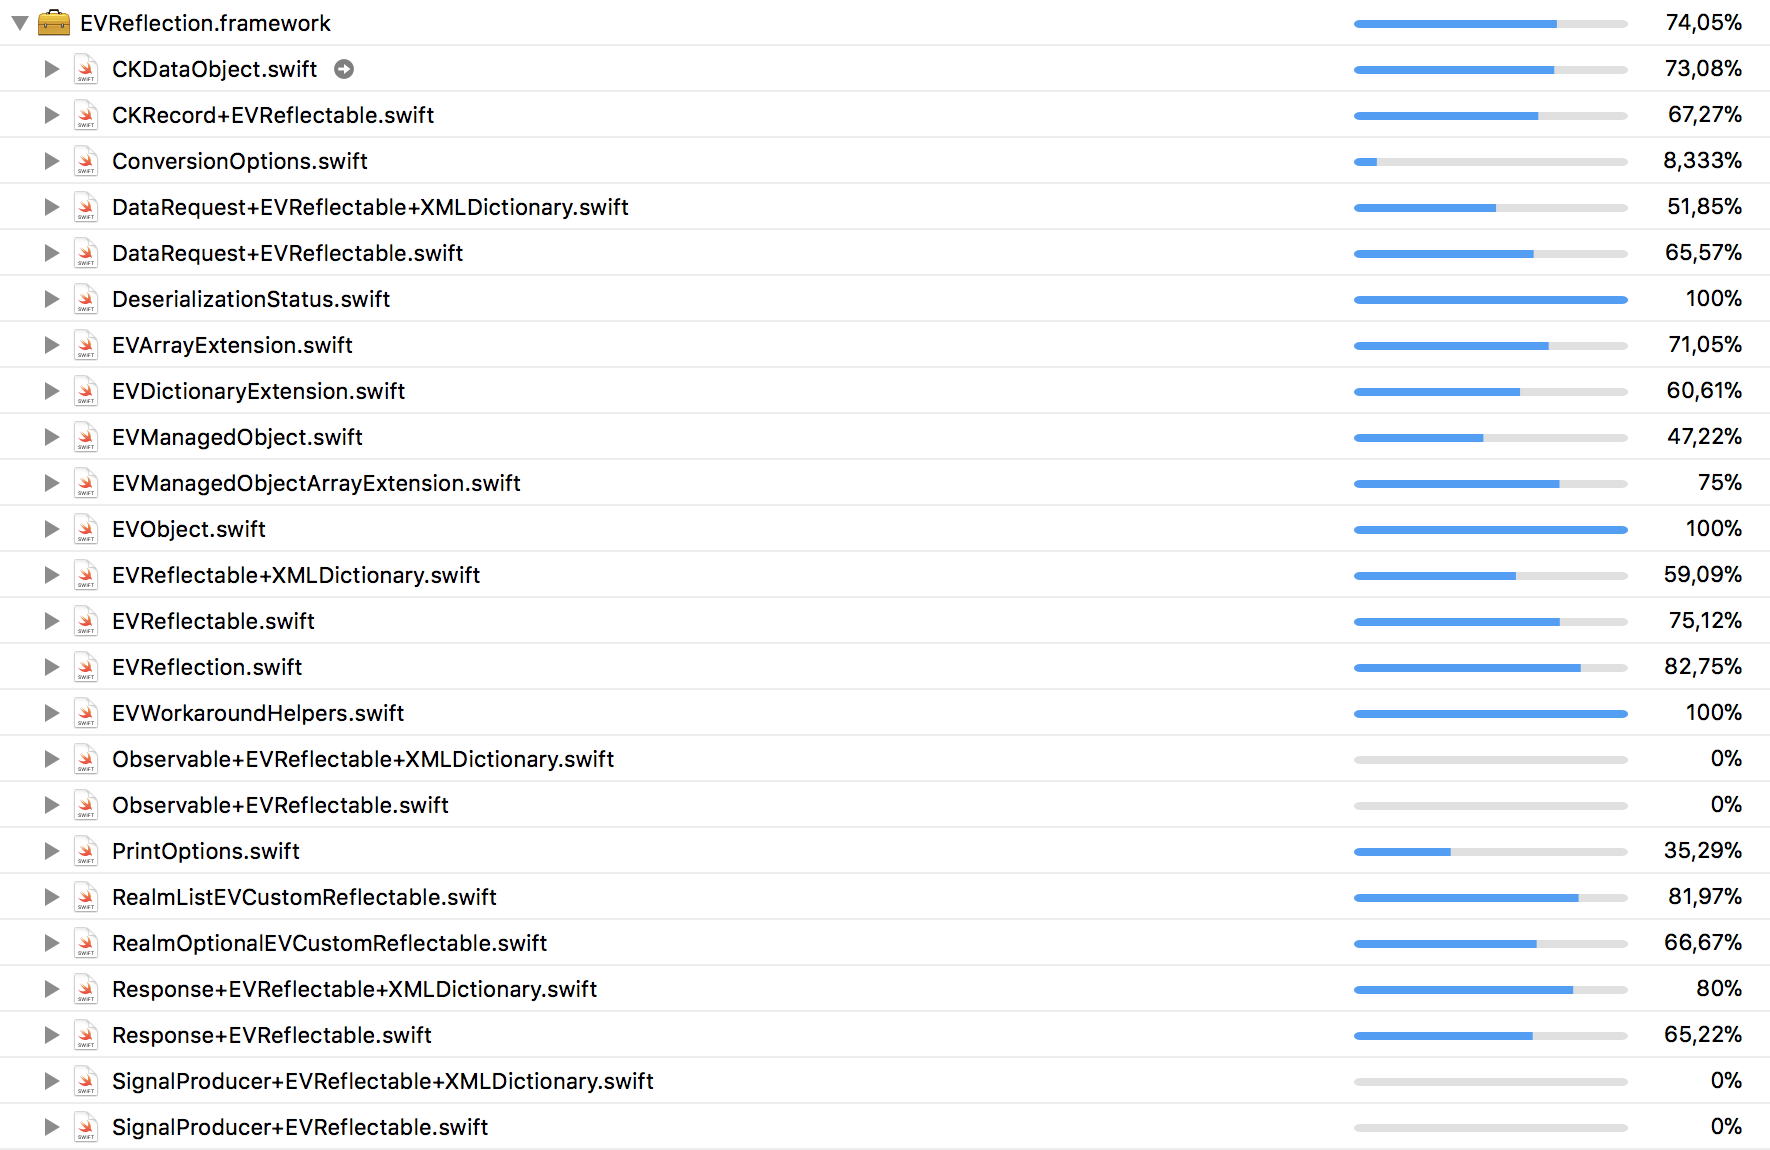 EVReflection.framework 74,05%
CKDataObject.swift 73,08%
CKRecord+EVReflectable.swift 67,27%
ConversionOptions.swift 8,333%
DataRequest+EVReflectable+XMLDictionary.swift 51,85%
DataRequest+EVReflectable.swift 65,57%
DeserializationStatus.swift 100%
EVArrayExtension.swift 71,05%
EVDictionaryExtension.swift 60,61%
EVManagedObject.swift 47,22%
EVManagedObjectArrayExtension.swift 75%
EVObject.swift 100%
EVReflectable+XMLDictionary.swift 59,09%
EVReflectable.swift 75,12%
EVReflection.swift 82,75%
EVWorkaroundHelpers.swift 100%
Observable+EVReflectable+XMLDictionary.swift 0%
Observable+EVReflectable.swift 0%
PrintOptions.swift 35,29%
RealmListEVCustomReflectable.swift 81,97%
RealmOptionalEVCustomReflectable.swift 66,67%
Response+EVReflectable+XMLDictionary.swift 80%
Response+EVReflectable.swift 65,22%
SignalProducer+EVReflectable+XMLDictionary.swift 0%
SignalProducer+EVReflectable.swift 0%